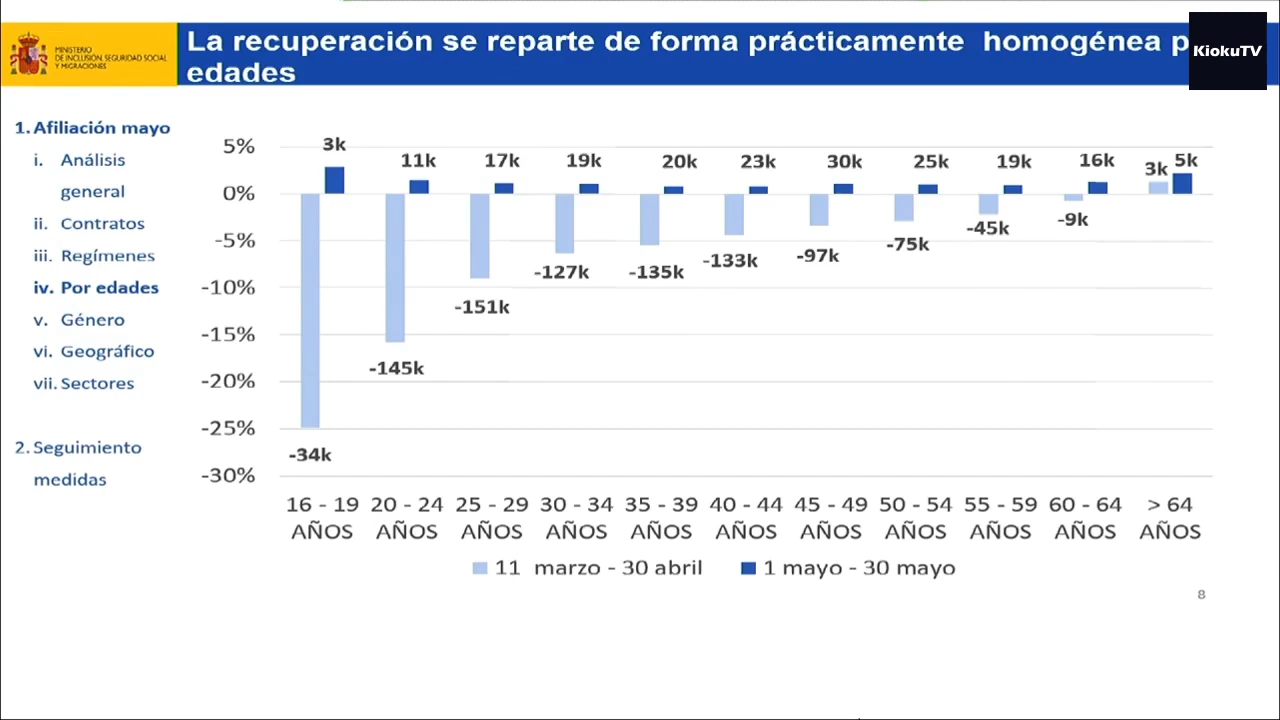 La recuperación se reparte de forma prácticamente homogénea p
edades
KiokuTV
MINISTERIO
DE INCLUSIÓN, SEGURIDAD SOCIAL
Y MIGRACIONES
1. Afiliación mayo
i. Análisis
general
ii. Contratos
iii. Regímenes
iv. Por edades
v. Género
vi. Geográfico
vii. Sectores
2. Seguimiento
medidas
5%
0%
-5%
-10%
-15%
-20%
-25%
-30%
3k 11k 17k 19k 20k 23k 30k 25k 19k 16k 3k 5k
-34k -145k -151k -127k -135k -133k -97k -75k -45k -9k
16 - 19 20 - 24 25 - 29 30 - 34 35 - 39 40 - 44 45 - 49 50 - 54 55 - 59 60 - 64 > 64
AÑOS AÑOS AÑOS AÑOS AÑOS AÑOS AÑOS AÑOS AÑOS AÑOS AÑOS
11 marzo - 30 abril 1 mayo - 30 mayo
8